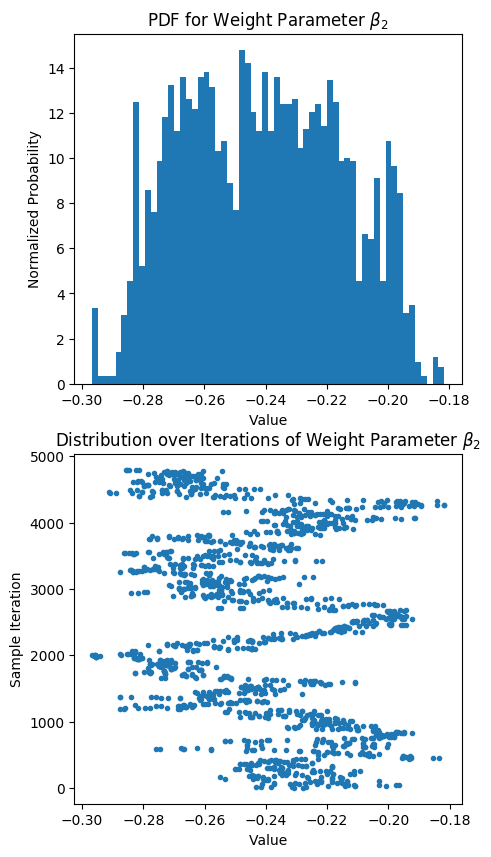 PDF for Weight Parameter β₂
14
12
10
8
6
4
2
0
Normalized Probability
−0.30 −0.28 −0.26 −0.24 −0.22 −0.20 −0.18
Value
Distribution over Iterations of Weight Parameter β₂
5000
4000
3000
2000
1000
0
Sample Iteration
−0.30 −0.28 −0.26 −0.24 −0.22 −0.20 −0.18
Value